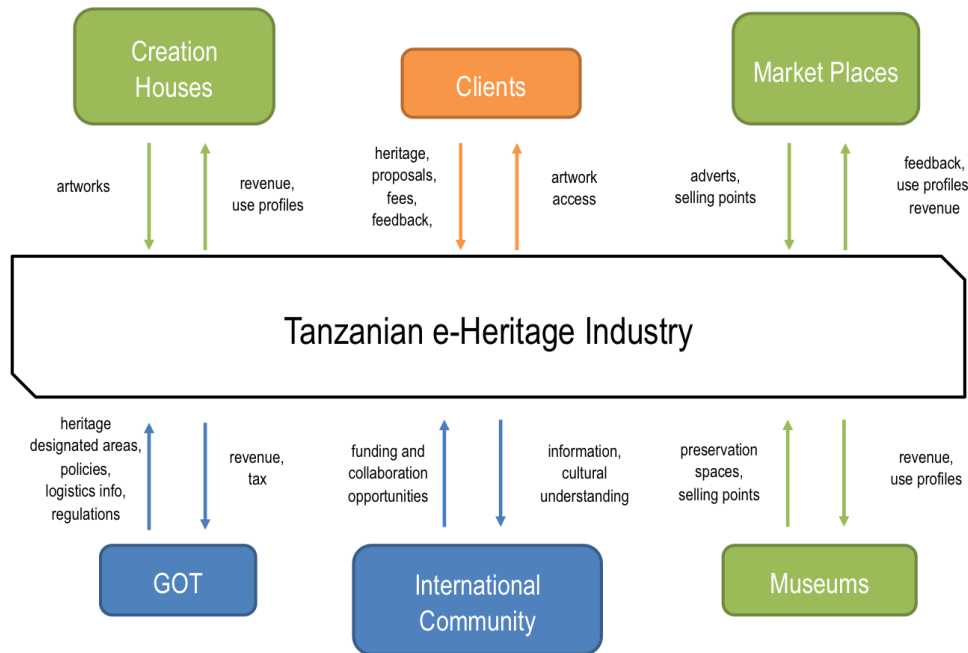 Creation
Houses
Clients
Market Places
artworks
revenue,
use profiles
heritage,
proposals,
fees,
feedback,
artwork
access
adverts,
selling points
feedback,
use profiles
revenue
Tanzanian e-Heritage Industry
heritage
designated areas,
policies,
logistics info,
regulations
revenue,
tax
funding and
collaboration
opportunities
information,
cultural
understanding
preservation
spaces,
selling points
revenue,
use profiles
GOT
International
Community
Museums